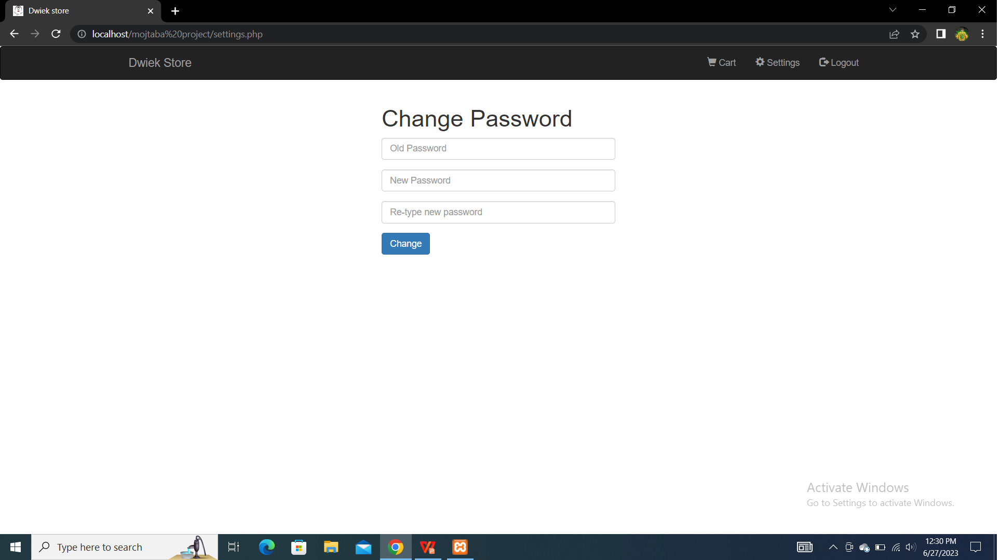 Dwiek store
localhost/mojtaba%20project/settings.php
Dwiek Store
Cart
Settings
Logout
Change Password
Old Password
New Password
Re-type new password
Change
Activate Windows
Go to Settings to activate Windows.
Type here to search
12:30 PM
6/27/2023